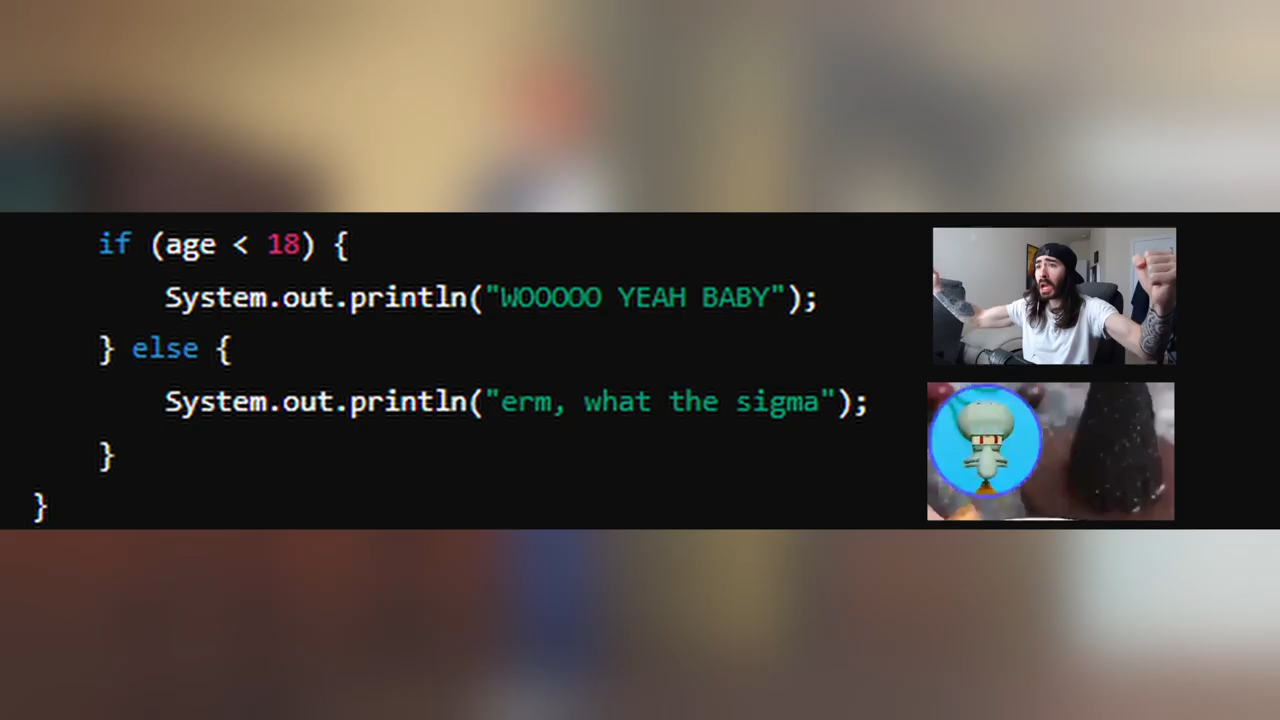 if (age < 18) {
System.out.println("WOOOOO YEAH BABY");
} else {
System.out.println("erm, what the sigma");
}
}